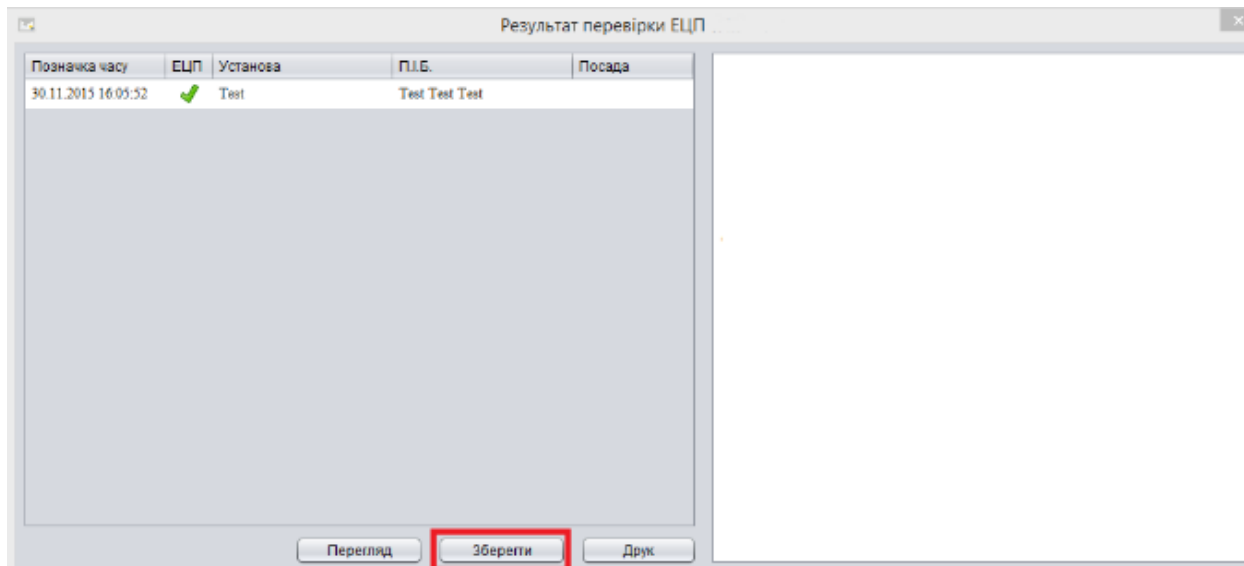 Результат перевірки ЕЦП
Позначка часу ЕЦП Установа П.І.Б. Посада
30.11.2015 16:05:52 Test Test Test Test
Перегляд Зберегти Друк